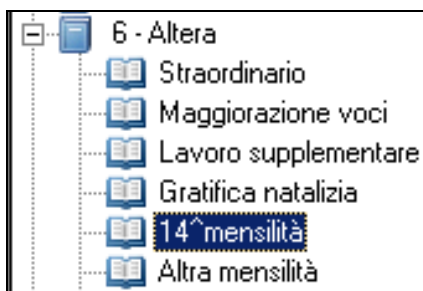 6 - Altera
Straordinario
Maggiorazione voci
Lavoro supplementare
Gratifica natalizia
14^mensilità
Altra mensilità